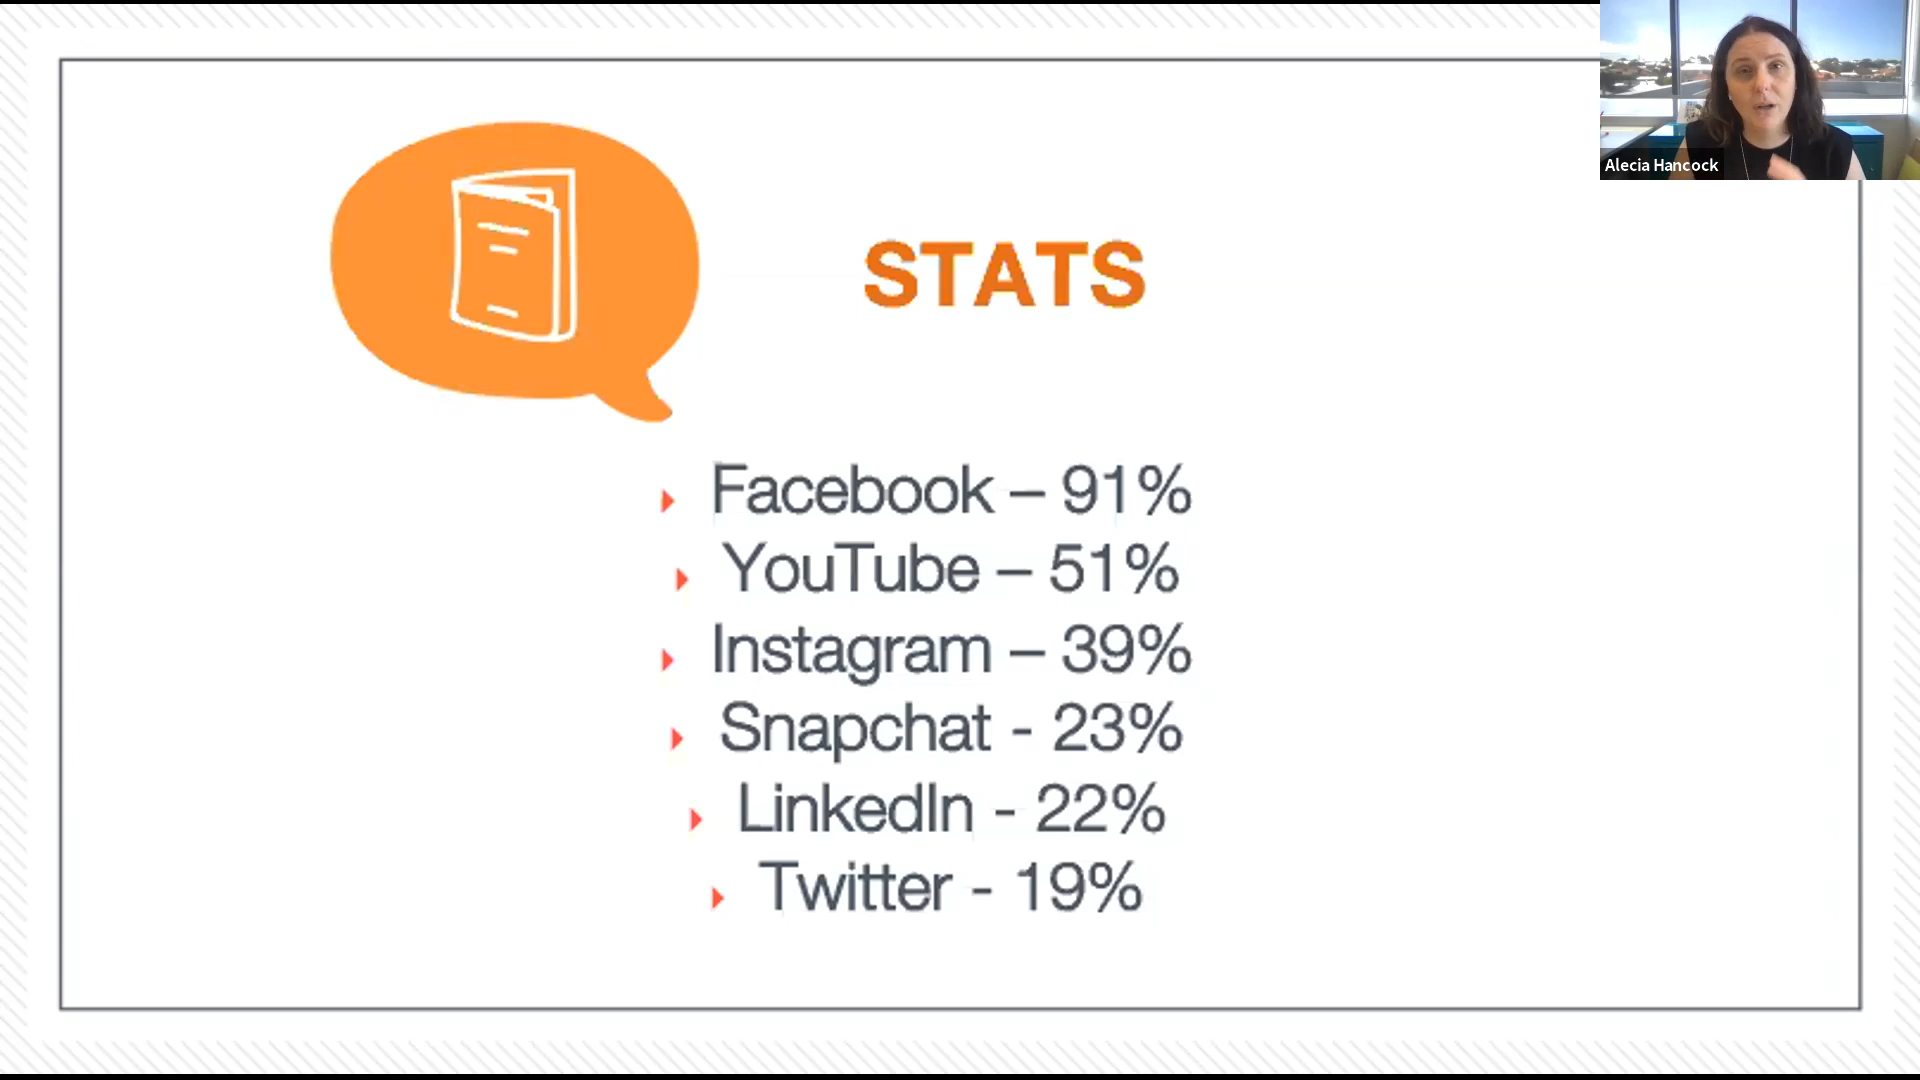 Alecia Hancock
STATS
Facebook – 91%
YouTube – 51%
Instagram – 39%
Snapchat - 23%
LinkedIn - 22%
Twitter - 19%